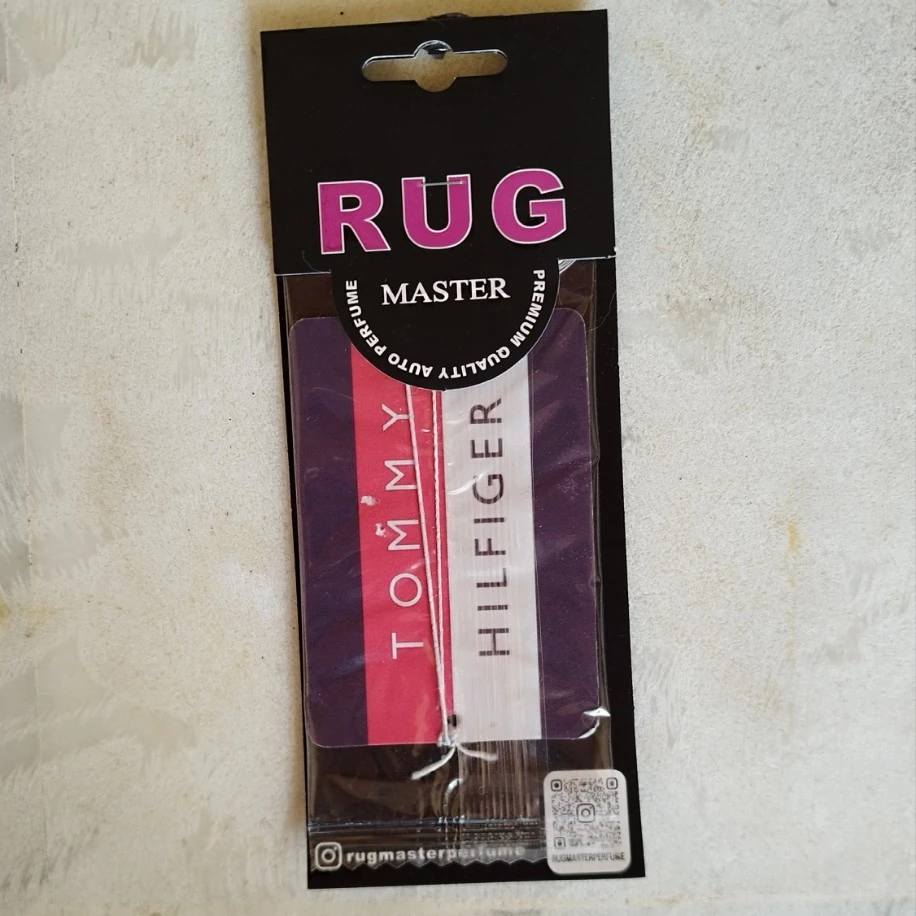 RUG
MASTER
PREMIUM QUALITY AUTO PERFUME
TOMMY
HILFIGER
rugmasterperfume
RUGMASTERPERFUME